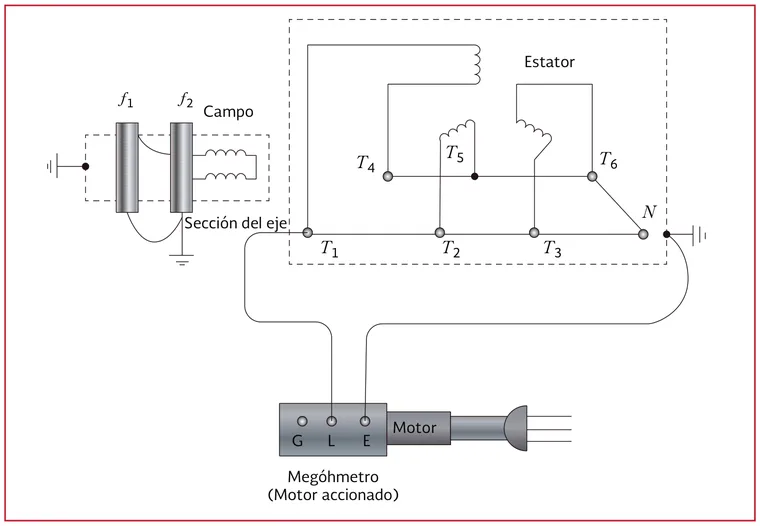 f1
f2
Campo
Estator
T4
T5
T6
Sección del eje
T1
T2
T3
N
G
L
E
Motor
Megóhmetro
(Motor accionado)